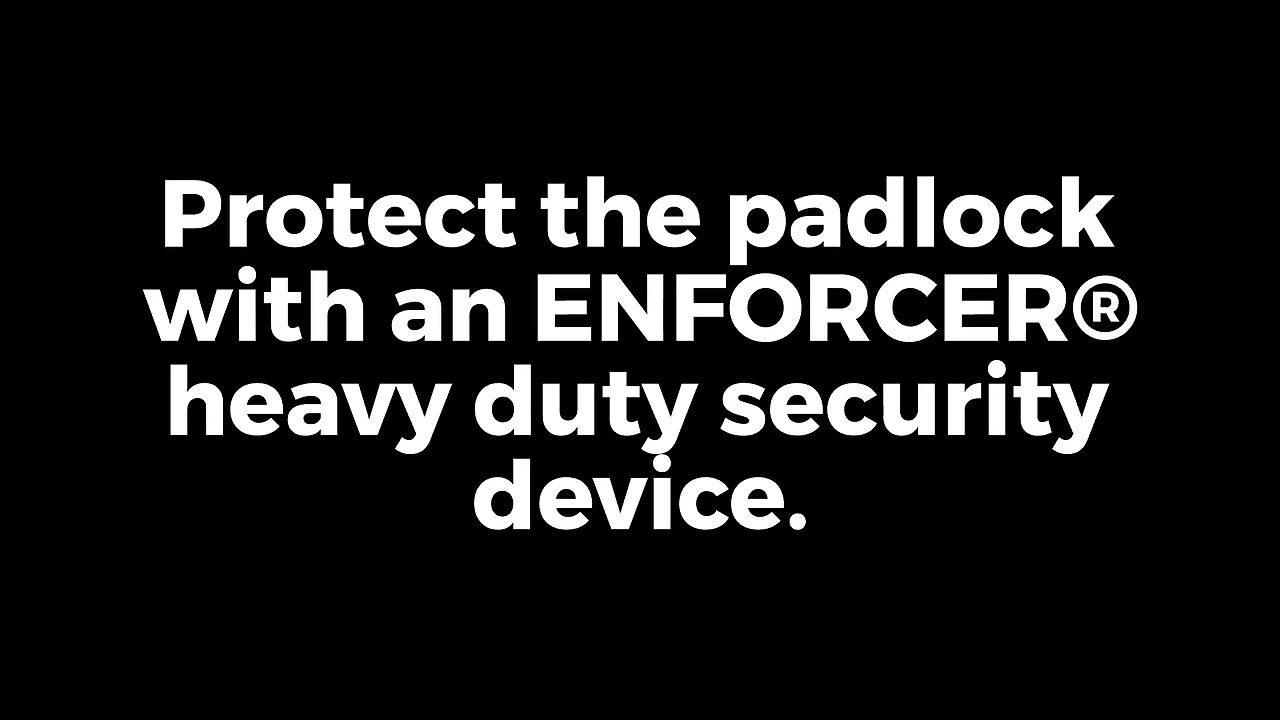 Protect the padlock
with an ENFORCER®
heavy duty security
device.